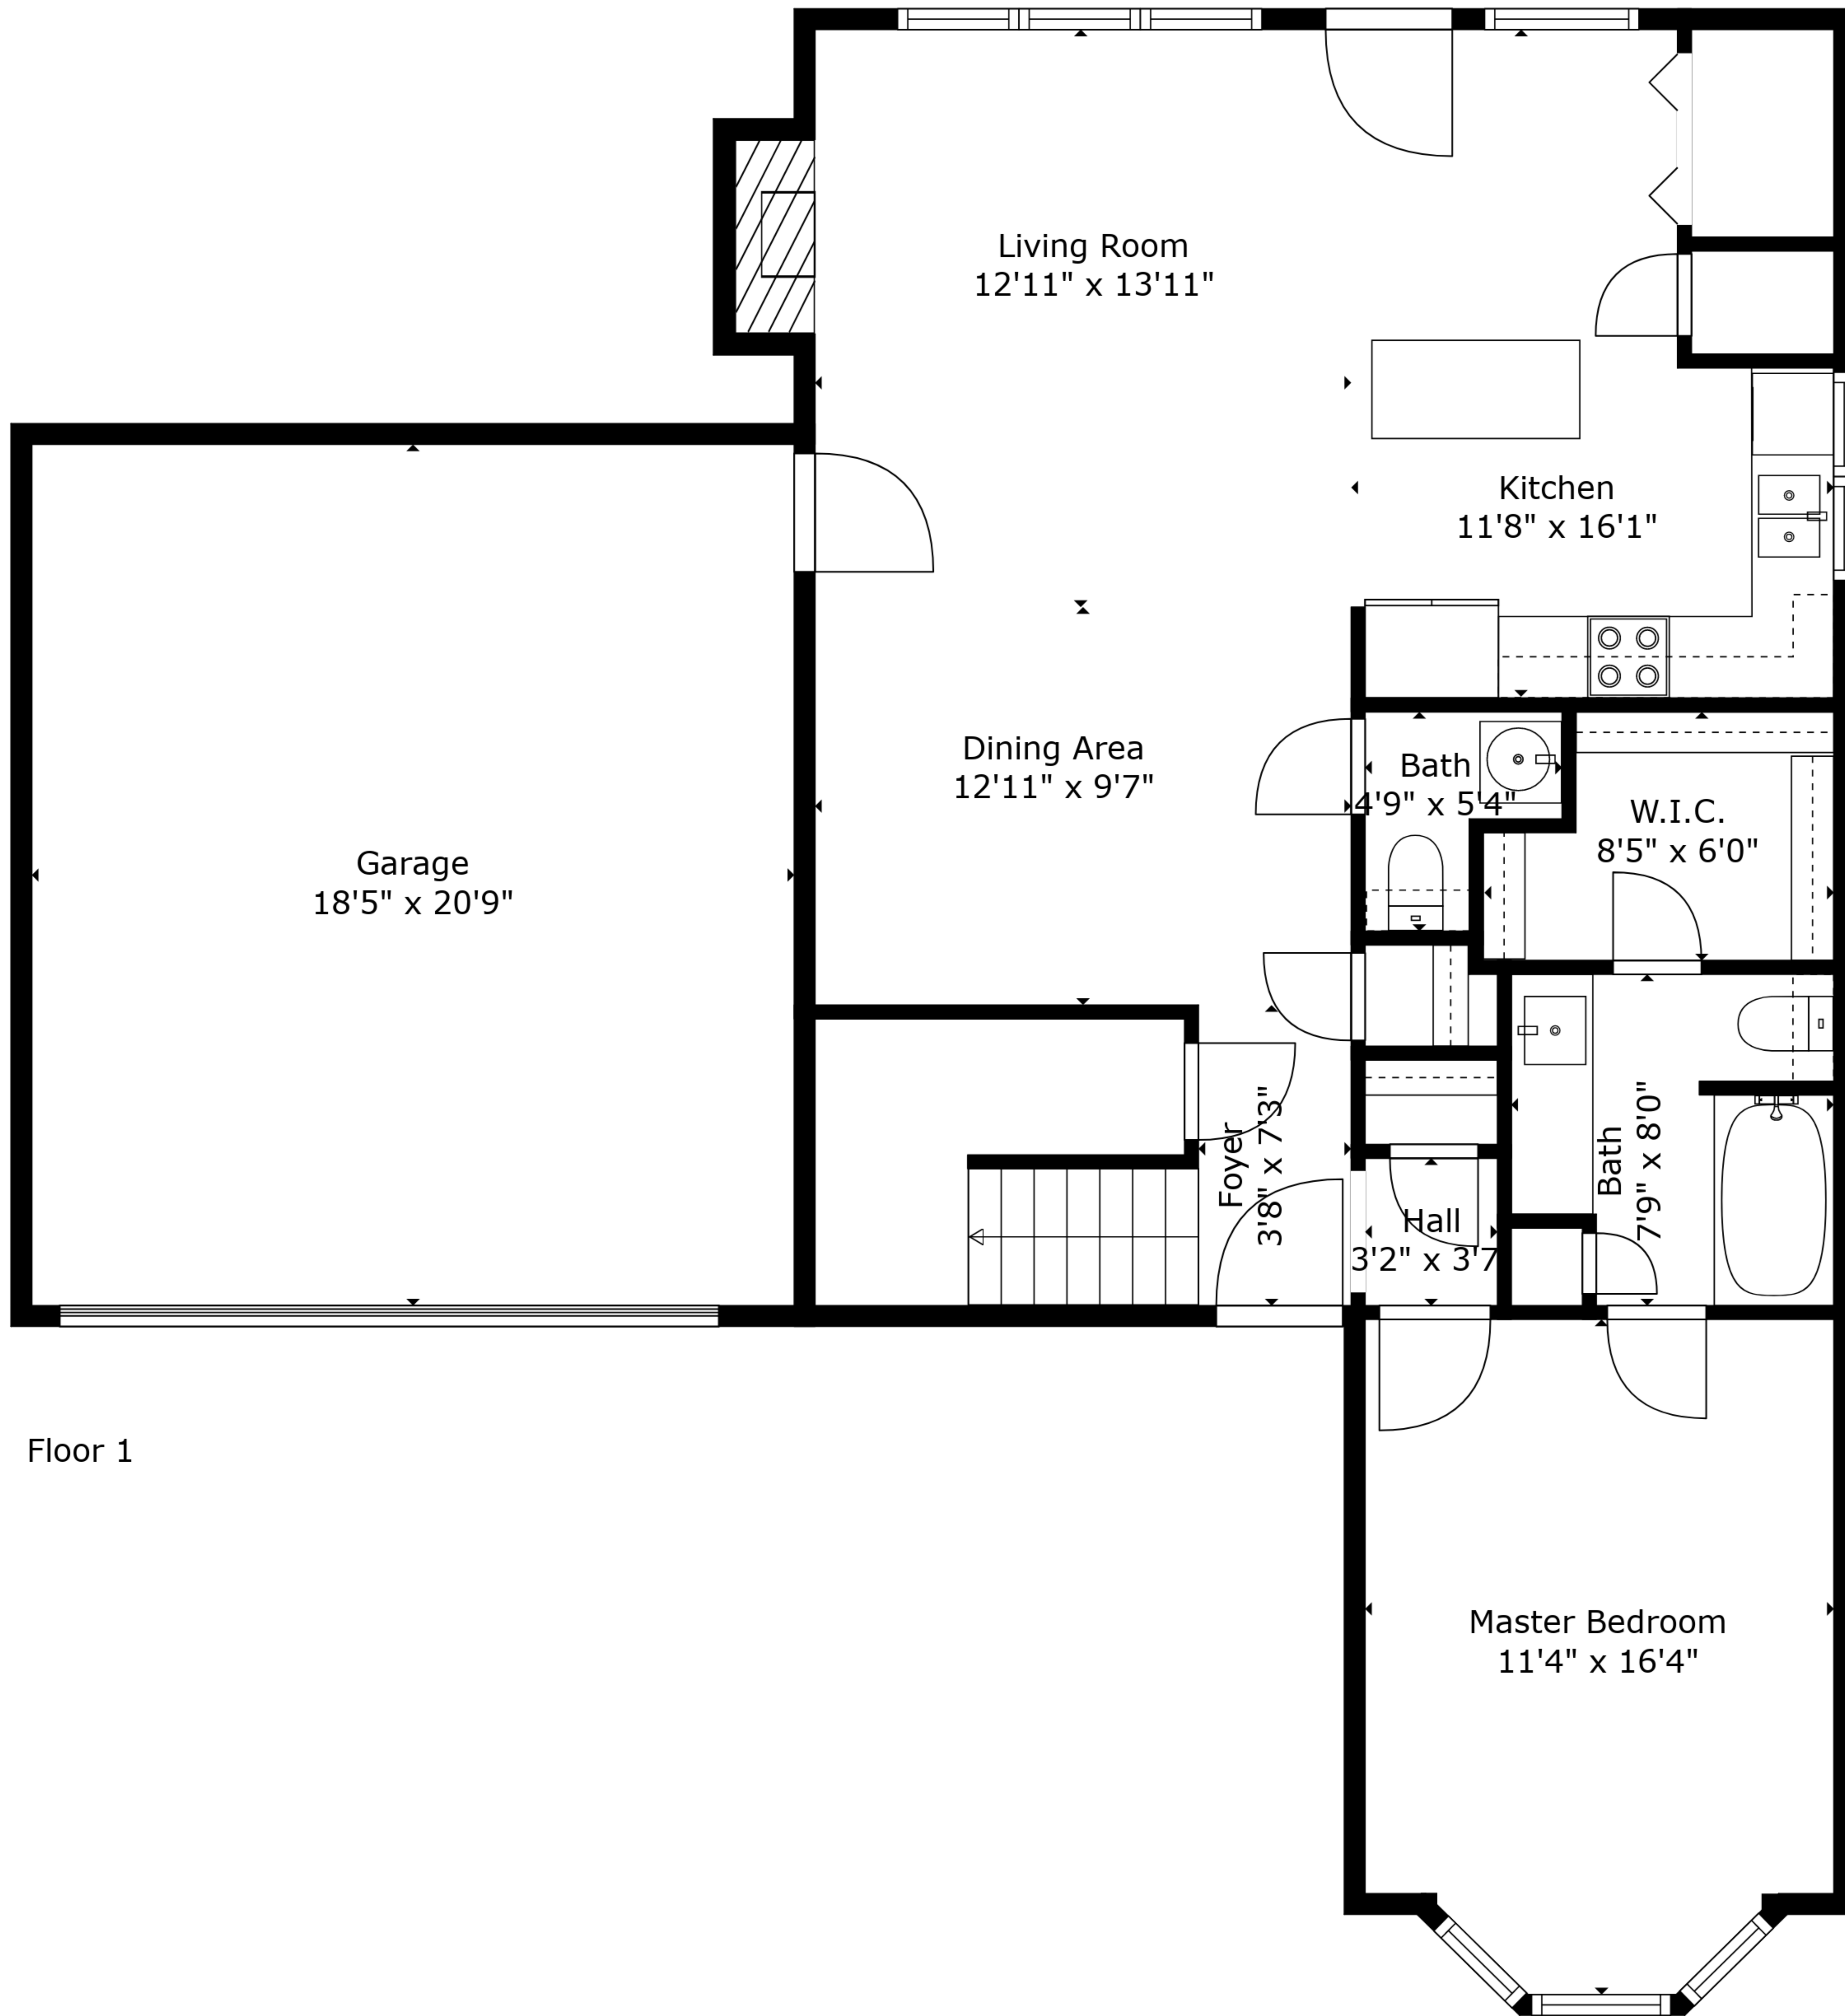 Living Room
12'11" x 13'11"
Kitchen
11'8" x 16'1"
Dining Area
12'11" x 9'7"
Bath
4'9" x 5'4"
W.I.C.
8'5" x 6'0"
Garage
18'5" x 20'9"
Foyer
3'8" x 7'3"
Bath
7'9" x 8'0"
Hall
3'2" x 3'7
Floor 1
Master Bedroom
11'4" x 16'4"